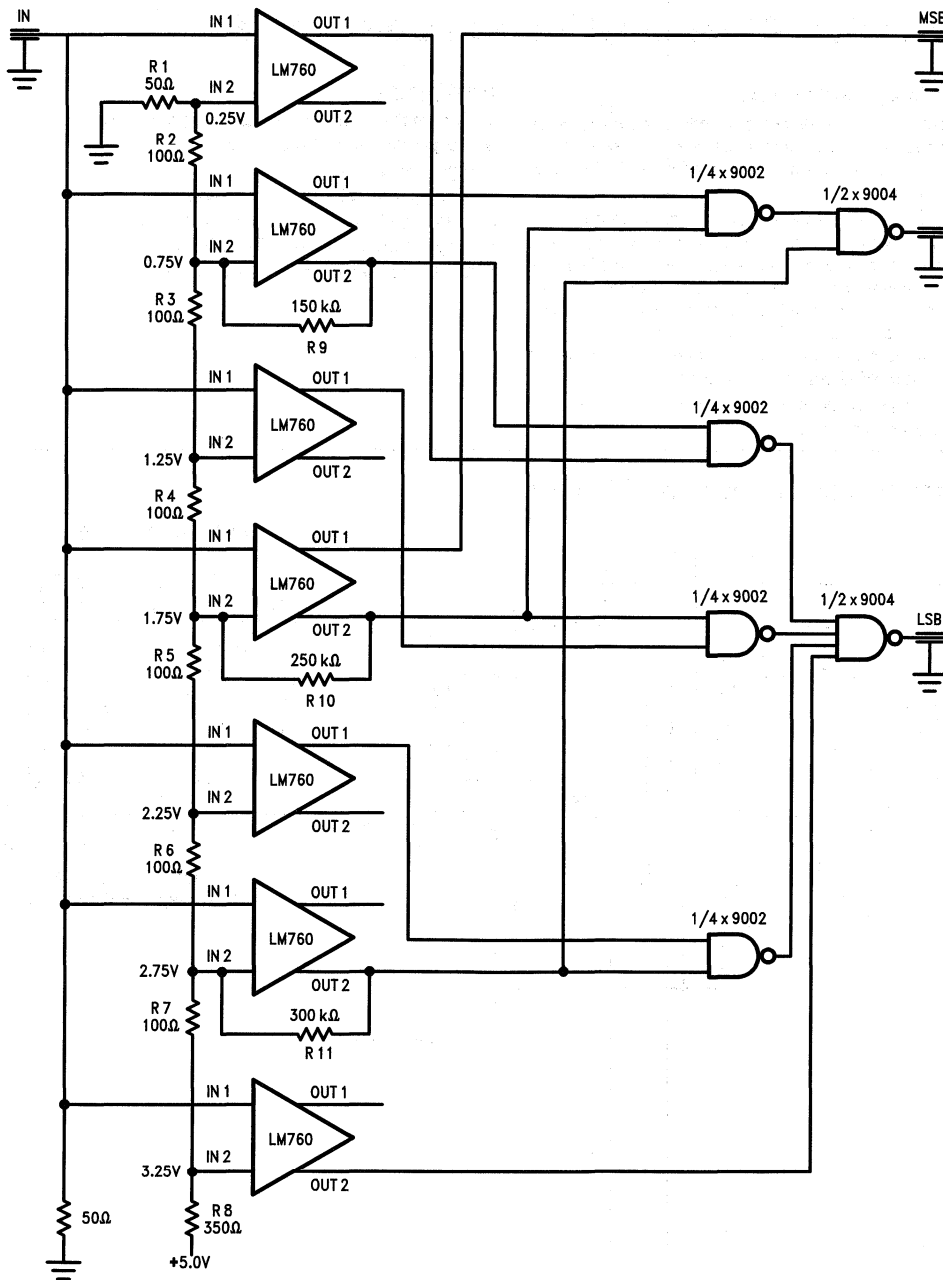 IN
IN 1
OUT 1
MSB
LM760
R 1
50Ω
IN 2
0.25V
OUT 2
R 2
100Ω
IN 1
OUT 1
1/4 x 9002
1/2 x 9004
LM760
IN 2
0.75V
OUT 2
R 3
100Ω
150 kΩ
R 9
IN 1
OUT 1
LM760
1/4 x 9002
IN 2
1.25V
OUT 2
R 4
100Ω
IN 1
OUT 1
LM760
IN 2
1.75V
OUT 2
1/4 x 9002
1/2 x 9004
LSB
R 5
100Ω
250 kΩ
R 10
IN 1
OUT 1
LM760
IN 2
2.25V
OUT 2
R 6
100Ω
IN 1
OUT 1
1/4 x 9002
LM760
IN 2
2.75V
OUT 2
R 7
100Ω
300 kΩ
R 11
IN 1
OUT 1
LM760
IN 2
3.25V
OUT 2
50Ω
R 8
350Ω
+5.0V